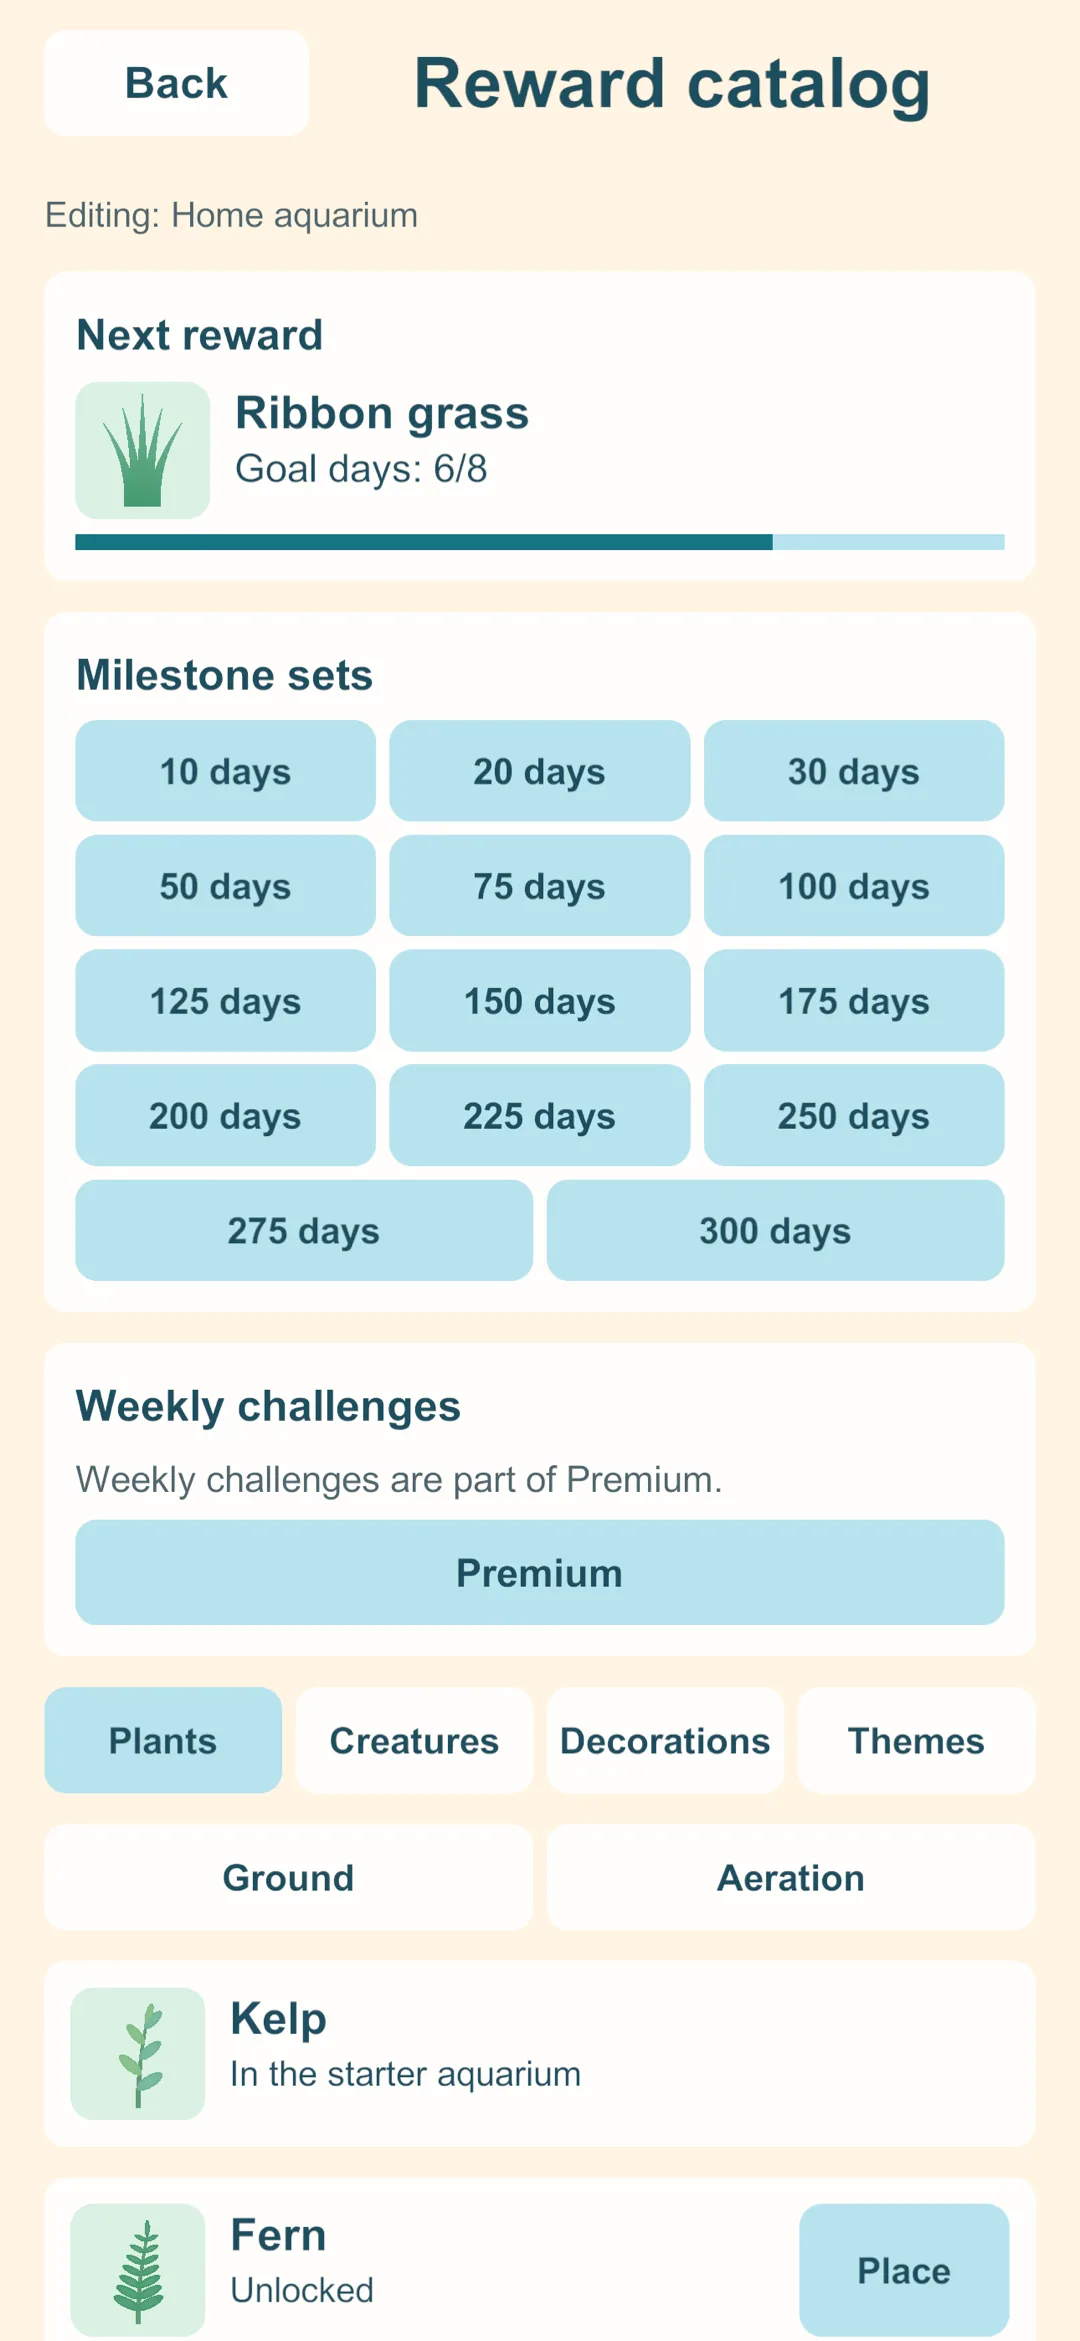 Back
Reward catalog
Editing: Home aquarium
Next reward
Ribbon grass
Goal days: 6/8
Milestone sets
10 days
20 days
30 days
50 days
75 days
100 days
125 days
150 days
175 days
200 days
225 days
250 days
275 days
300 days
Weekly challenges
Weekly challenges are part of Premium.
Premium
Plants
Creatures
Decorations
Themes
Ground
Aeration
Kelp
In the starter aquarium
Fern
Unlocked
Place